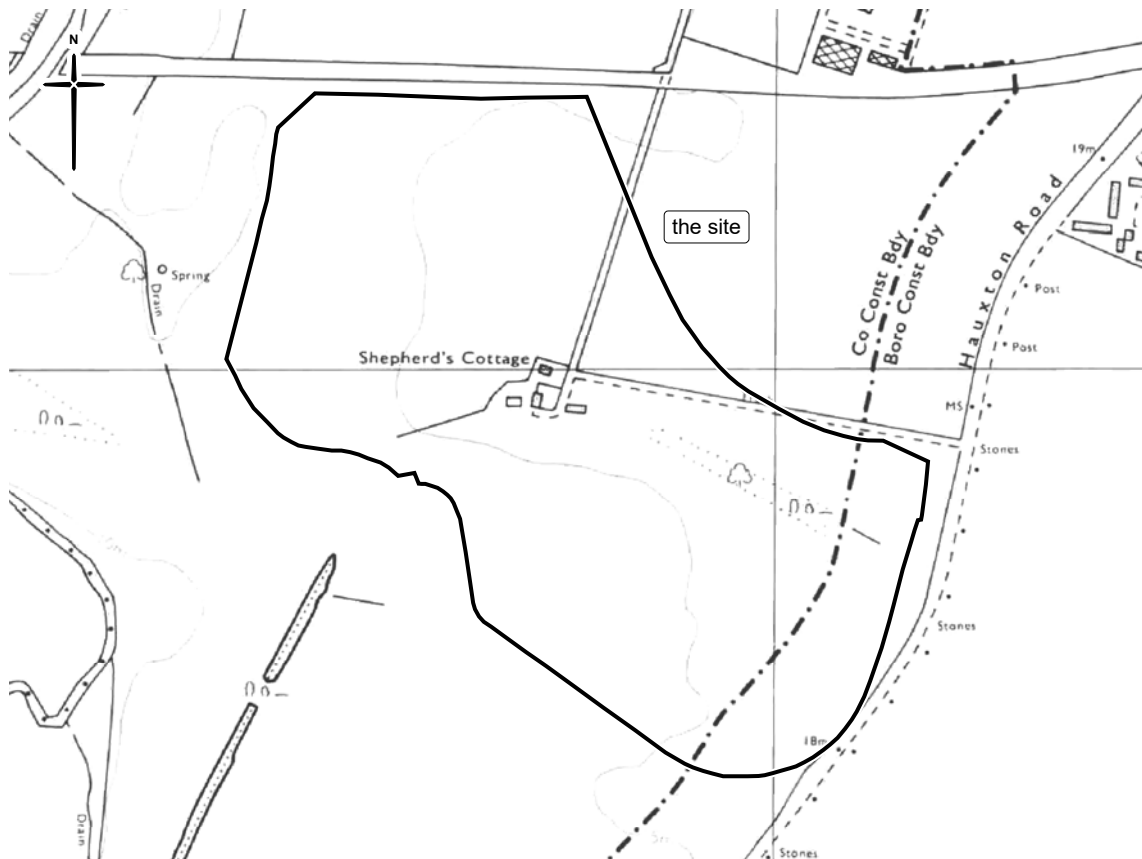 Drain
N
the site
19m
Hauxton Road
Co Const Bdy
Boro Const Bdy
Spring
Drain
Post
Post
Shepherd's Cottage
MS
Stones
Stones
18m
Drain
Stones